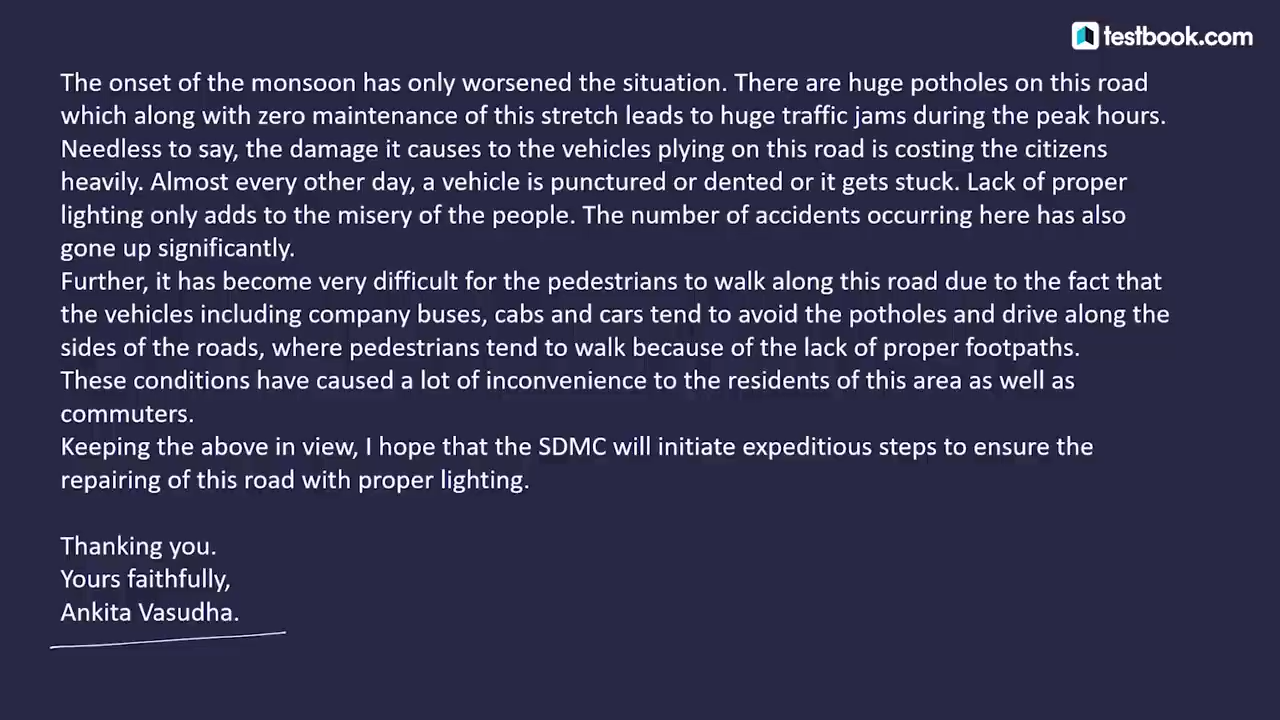 testbook.com
The onset of the monsoon has only worsened the situation. There are huge potholes on this road
which along with zero maintenance of this stretch leads to huge traffic jams during the peak hours.
Needless to say, the damage it causes to the vehicles plying on this road is costing the citizens
heavily. Almost every other day, a vehicle is punctured or dented or it gets stuck. Lack of proper
lighting only adds to the misery of the people. The number of accidents occurring here has also
gone up significantly.
Further, it has become very difficult for the pedestrians to walk along this road due to the fact that
the vehicles including company buses, cabs and cars tend to avoid the potholes and drive along the
sides of the roads, where pedestrians tend to walk because of the lack of proper footpaths.
These conditions have caused a lot of inconvenience to the residents of this area as well as
commuters.
Keeping the above in view, I hope that the SDMC will initiate expeditious steps to ensure the
repairing of this road with proper lighting.
Thanking you.
Yours faithfully,
Ankita Vasudha.